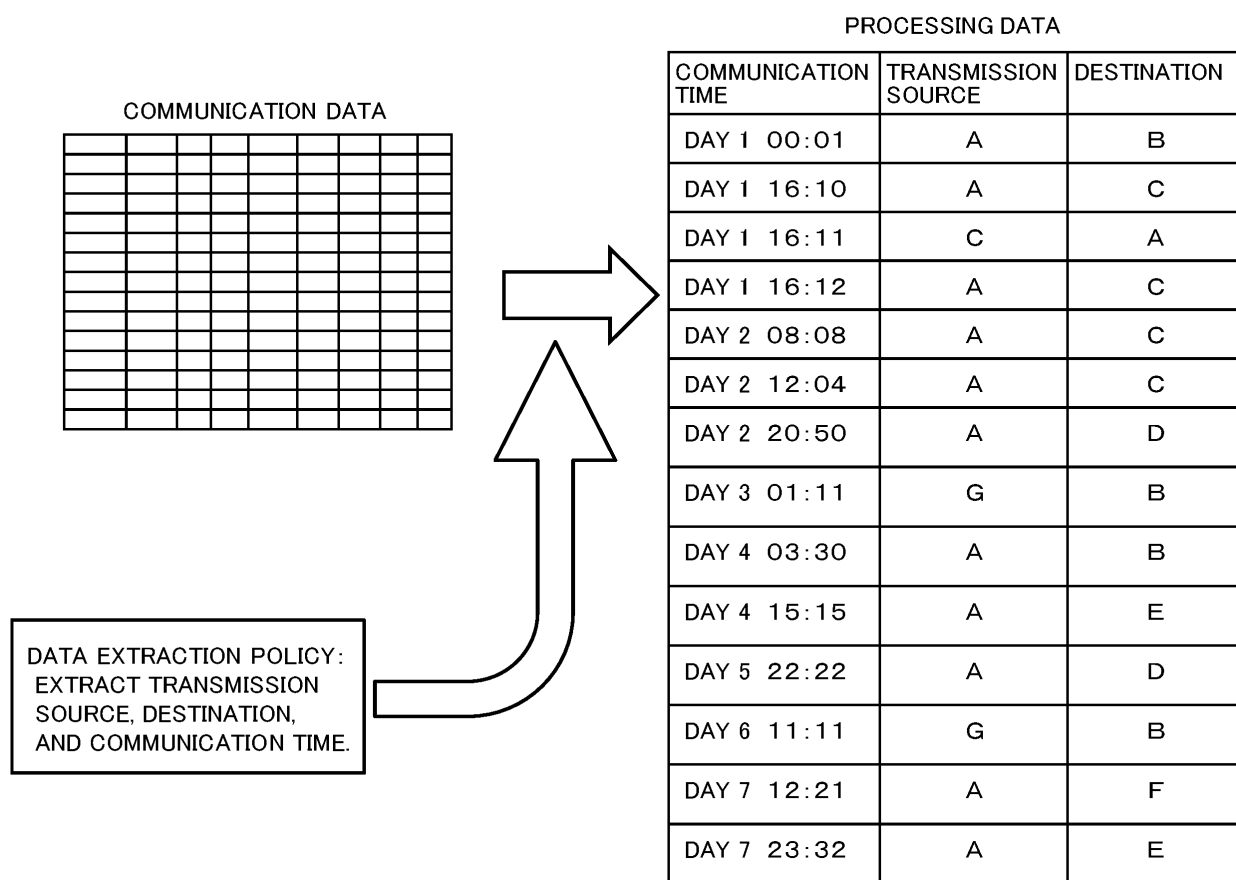 PROCESSING DATA
COMMUNICATION TIME TRANSMISSION SOURCE DESTINATION
DAY 1 00:01 A B
DAY 1 16:10 A C
DAY 1 16:11 C A
DAY 1 16:12 A C
DAY 2 08:08 A C
DAY 2 12:04 A C
DAY 2 20:50 A D
DAY 3 01:11 G B
DAY 4 03:30 A B
DAY 4 15:15 A E
DAY 5 22:22 A D
DAY 6 11:11 G B
DAY 7 12:21 A F
DAY 7 23:32 A E
COMMUNICATION DATA
DATA EXTRACTION POLICY:
EXTRACT TRANSMISSION
SOURCE, DESTINATION,
AND COMMUNICATION TIME.